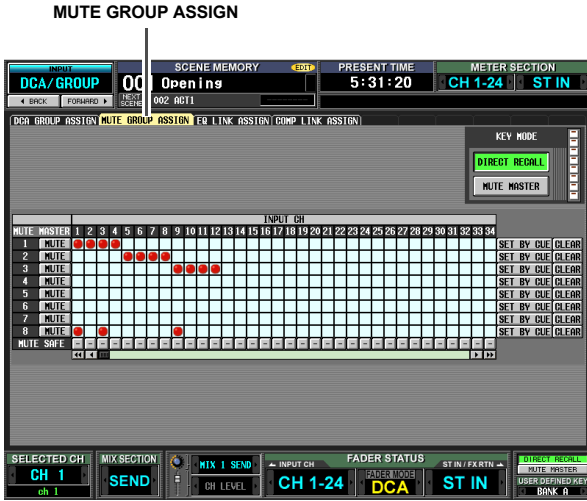 MUTE GROUP ASSIGN
INPUT
DCA/GROUP
BACK
FORWARD
SCENE MEMORY
EDIT
001 Opening
NEXT SCENE
002 ACT1
PRESENT TIME
5:31:20
METER SECTION
CH 1-24
ST IN
DCA GROUP ASSIGN
MUTE GROUP ASSIGN
EQ LINK ASSIGN
COMP LINK ASSIGN
KEY MODE
DIRECT RECALL
MUTE MASTER
INPUT CH
MUTE MASTER 1 2 3 4 5 6 7 8 9 10 11 12 13 14 15 16 17 18 19 20 21 22 23 24 25 26 27 28 29 30 31 32 33 34
1 MUTE SET BY CUE CLEAR
2 MUTE SET BY CUE CLEAR
3 MUTE SET BY CUE CLEAR
4 MUTE SET BY CUE CLEAR
5 MUTE SET BY CUE CLEAR
6 MUTE SET BY CUE CLEAR
7 MUTE SET BY CUE CLEAR
8 MUTE SET BY CUE CLEAR
MUTE SAFE - - - - - - - - - - - - - - - - - - - - - - - - - - - - - - - - - -
SELECTED CH
CH 1
ch 1
MIX SECTION
SEND
MIX 1 SEND
CH LEVEL
INPUT CH
FADER STATUS
ST IN / FX RTN
CH 1-24
FADER MODE
DCA
ST IN
DIRECT RECALL
MUTE MASTER
USER DEFINED
BANK A